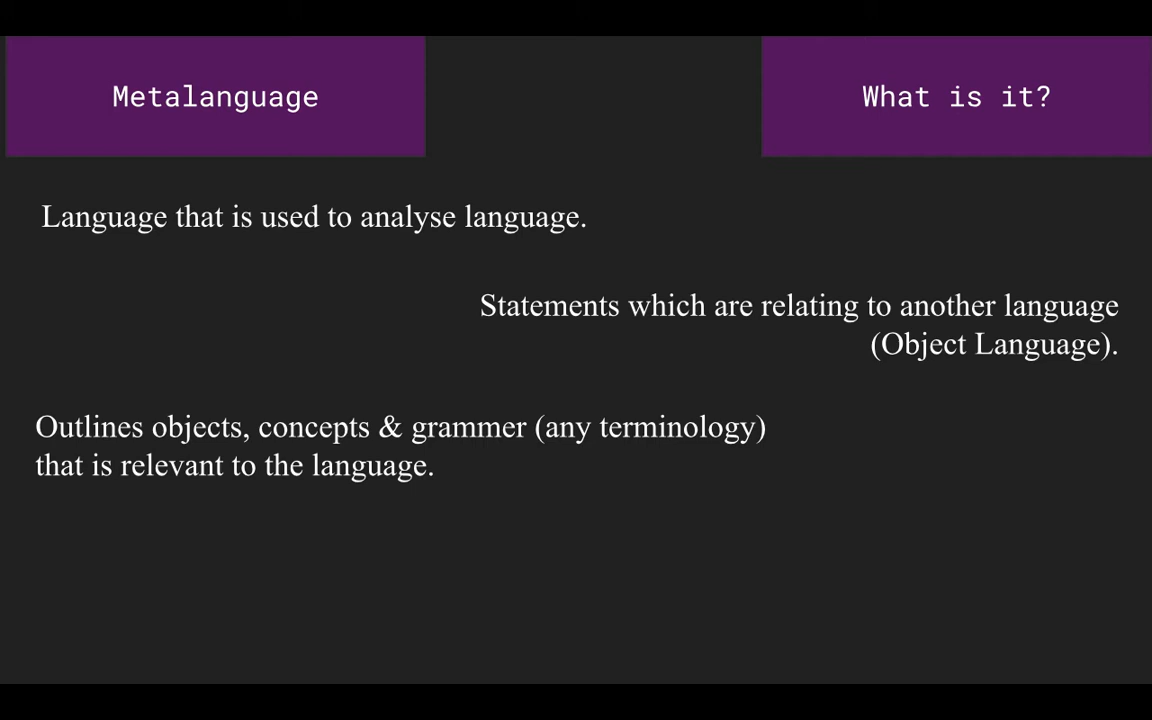 Metalanguage
What is it?
Language that is used to analyse language.
Statements which are relating to another language
(Object Language).
Outlines objects, concepts & grammer (any terminology)
that is relevant to the language.